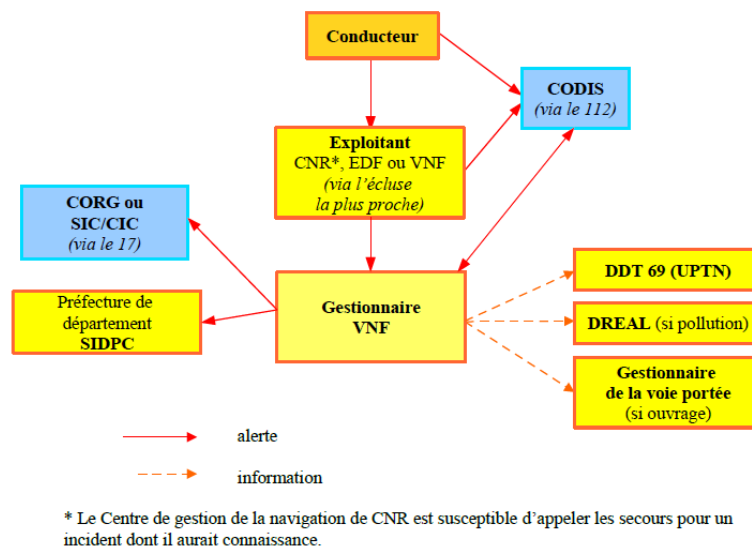 Conducteur
CODIS
(via le 112)
Exploitant
CNR*, EDF ou VNF
(via l'écluse
la plus proche)
CORG ou
SIC/CIC
(via le 17)
DDT 69 (UPTN)
Préfecture de
département
SIDPC
Gestionnaire
VNF
DREAL (si pollution)
Gestionnaire
de la voie portée
(si ouvrage)
alerte
information
* Le Centre de gestion de la navigation de CNR est susceptible d'appeler les secours pour un
incident dont il aurait connaissance.